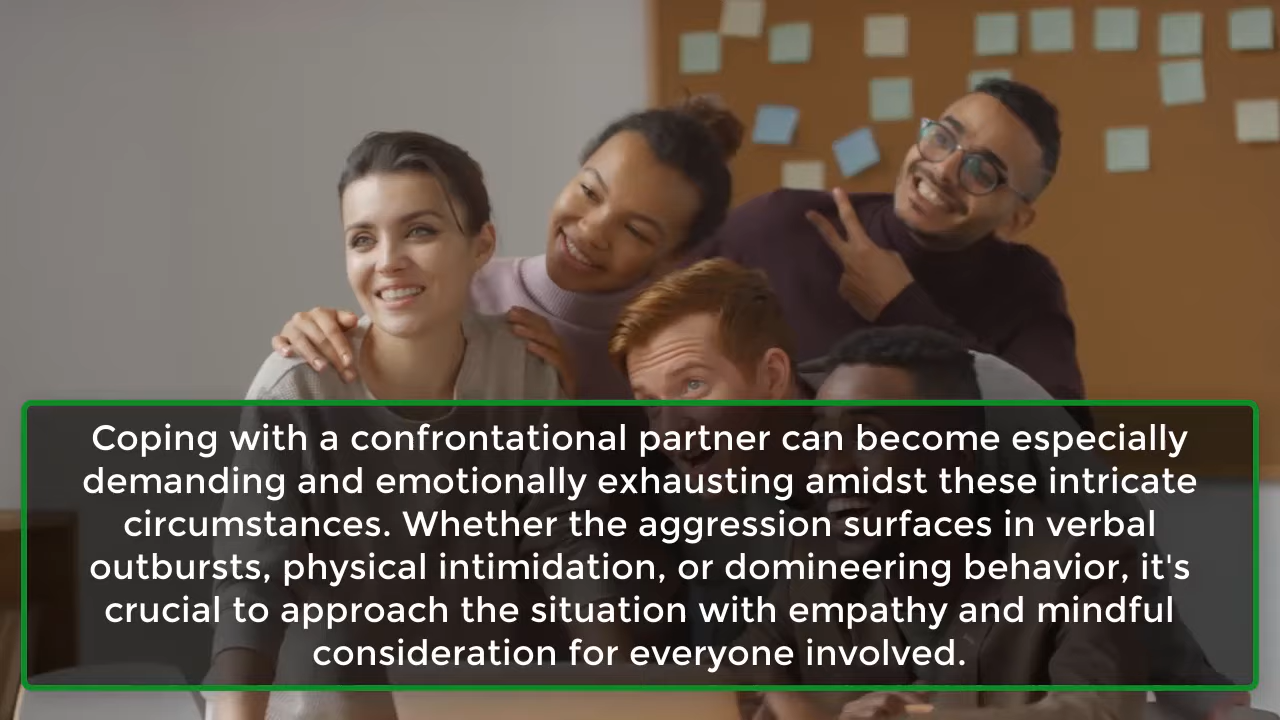 Coping with a confrontational partner can become especially
demanding and emotionally exhausting amidst these intricate
circumstances. Whether the aggression surfaces in verbal
outbursts, physical intimidation, or domineering behavior, it's
crucial to approach the situation with empathy and mindful
consideration for everyone involved.